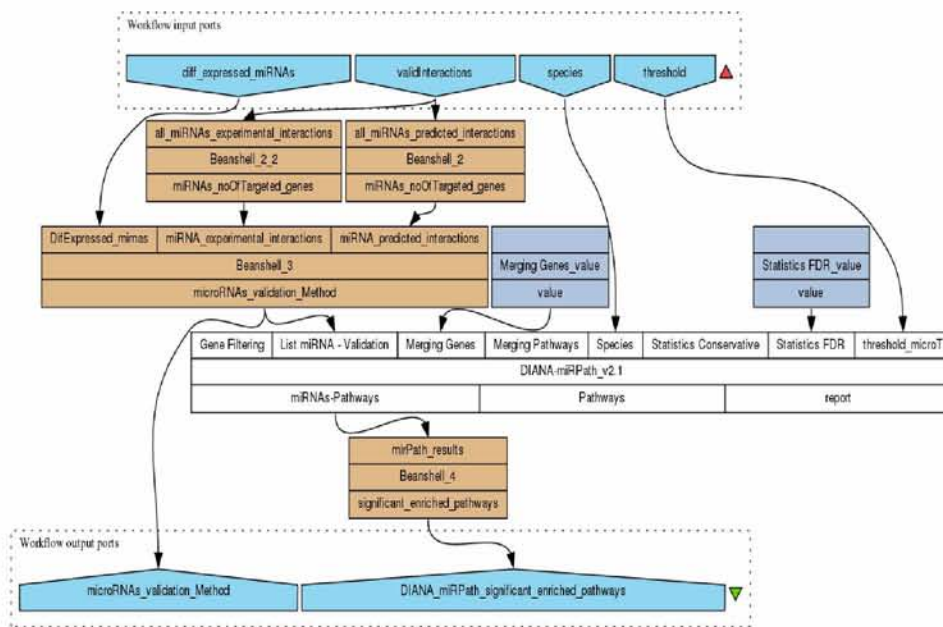 Workflow input ports
diff_expressed_miRNAs
validInteractions
species
threshold
all_miRNAs_experimental_interactions
all_miRNAs_predicted_interactions
Beanshell_2_2
Beanshell_2
miRNAs_noOfTargeted_genes
miRNAs_noOfTargeted_genes
DifExpressed_mimas
miRNA_experimental_interactions
miRNA_predicted_interactions
Merging Genes_value
Statistics FDR_value
Beanshell_3
microRNAs_validation_Method
value
value
Gene Filtering
List miRNA - Validation
Merging Genes
Merging Pathways
Species
Statistics Conservative
Statistics FDR
threshold_microT
DIANA-miRPath_v2.1
miRNAs-Pathways
Pathways
report
mirPath_results
Beanshell_4
significant_enriched_pathways
Workflow output ports
microRNAs_validation_Method
DIANA_miRPath_significant_enriched_pathways